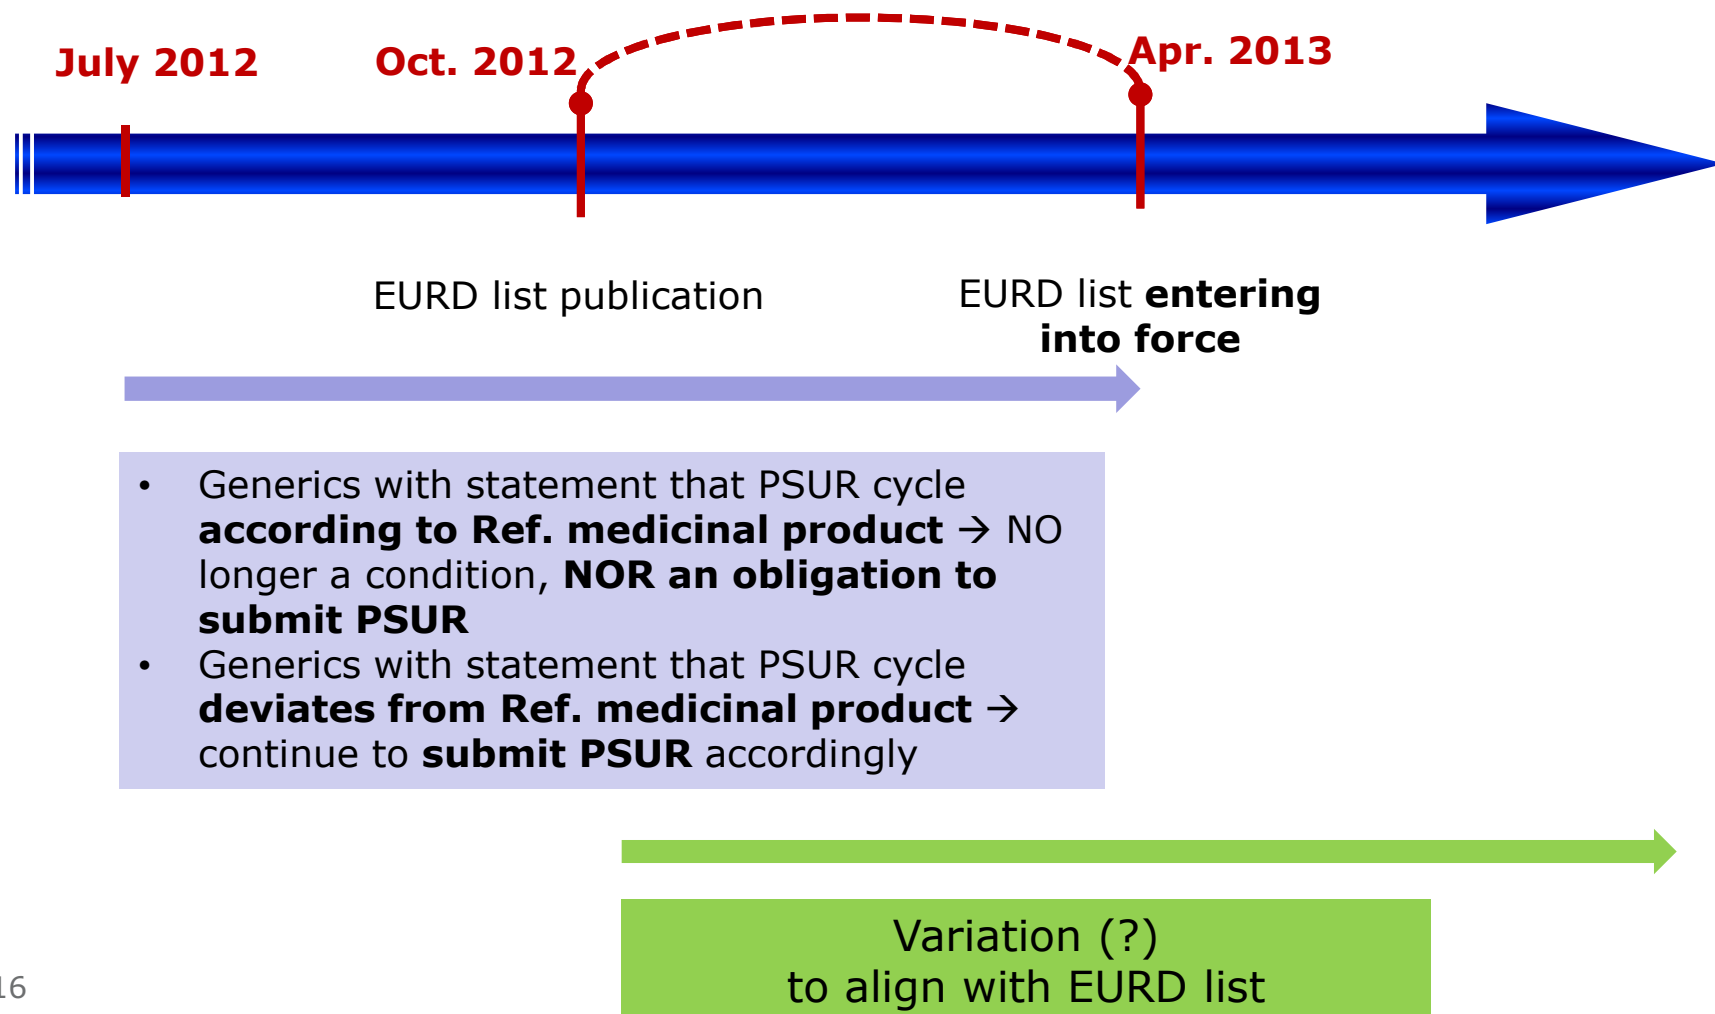 July 2012
Oct. 2012
Apr. 2013
EURD list publication
EURD list entering
into force
• Generics with statement that PSUR cycle
according to Ref. medicinal product → NO
longer a condition, NOR an obligation to
submit PSUR
• Generics with statement that PSUR cycle
deviates from Ref. medicinal product →
continue to submit PSUR accordingly
Variation (?)
to align with EURD list
16